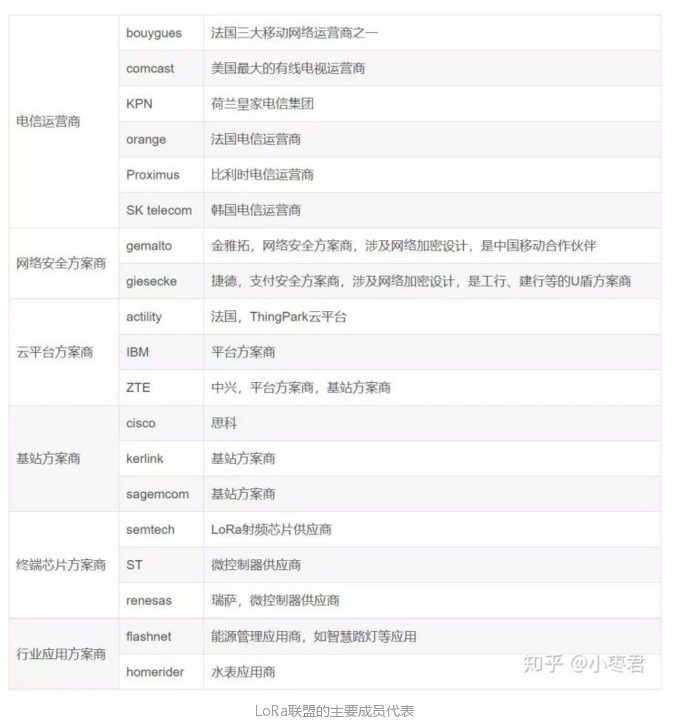 电信运营商
bouygues 法国三大移动网络运营商之一
comcast 美国最大的有线电视运营商
KPN 荷兰皇家电信集团
orange 法国电信运营商
Proximus 比利时电信运营商
SK telecom 韩国电信运营商
网络安全方案商
gemalto 金雅拓，网络安全方案商，涉及网络加密设计，是中国移动合作伙伴
giesecke 捷德，支付安全方案商，涉及网络加密设计，是工行、建行等的U盾方案商
云平台方案商
actility 法国，ThingPark云平台
IBM 平台方案商
ZTE 中兴，平台方案商，基站方案商
基站方案商
cisco 思科
kerlink 基站方案商
sagemcom 基站方案商
终端芯片方案商
semtech LoRa射频芯片供应商
ST 微控制器供应商
renesas 瑞萨，微控制器供应商
行业应用方案商
flashnet 能源管理应用商，如智慧路灯等应用
homerider 水表应用商
知乎 @小枣君
LoRa联盟的主要成员代表